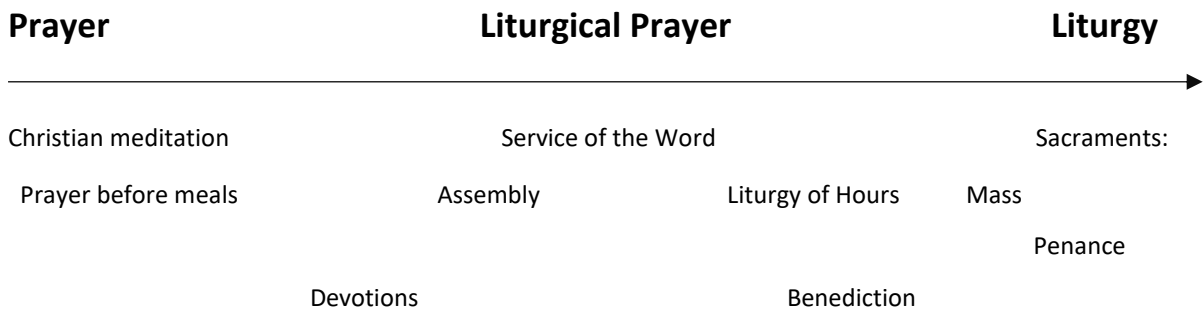 Prayer Liturgical Prayer Liturgy
Christian meditation Service of the Word Sacraments:
Prayer before meals Assembly Liturgy of Hours Mass
Penance
Devotions Benediction